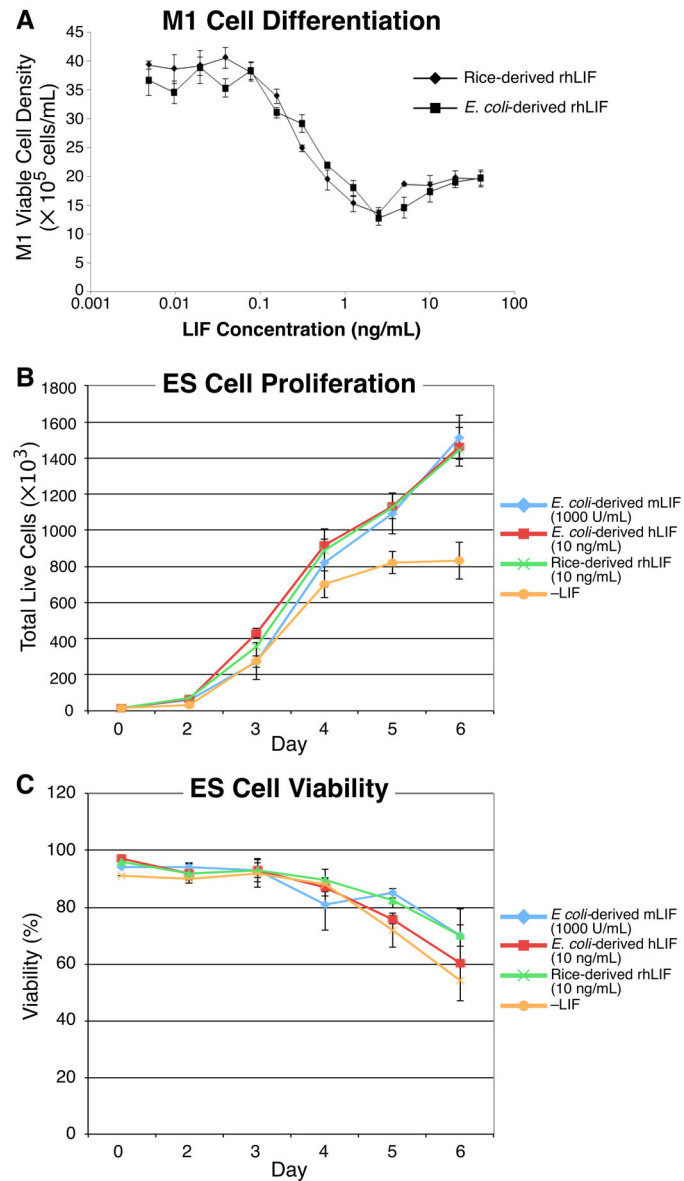 A
M1 Cell Differentiation
M1 Viable Cell Density
(× 10⁵ cells/mL)
45
40
35
30
25
20
15
10
5
0
0.001
0.01
0.1
1
10
100
LIF Concentration (ng/mL)
Rice-derived rhLIF
E. coli-derived rhLIF
B
ES Cell Proliferation
Total Live Cells (×10³)
1800
1600
1400
1200
1000
800
600
400
200
0
0
2
3
4
5
6
Day
E. coli-derived mLIF
(1000 U/mL)
E. coli-derived hLIF
(10 ng/mL)
Rice-derived rhLIF
(10 ng/mL)
–LIF
C
ES Cell Viability
Viability (%)
120
100
80
60
40
20
0
0
2
3
4
5
6
Day
E coli-derived mLIF
(1000 U/mL)
E. coli-derived hLIF
(10 ng/mL)
Rice-derived rhLIF
(10 ng/mL)
–LIF